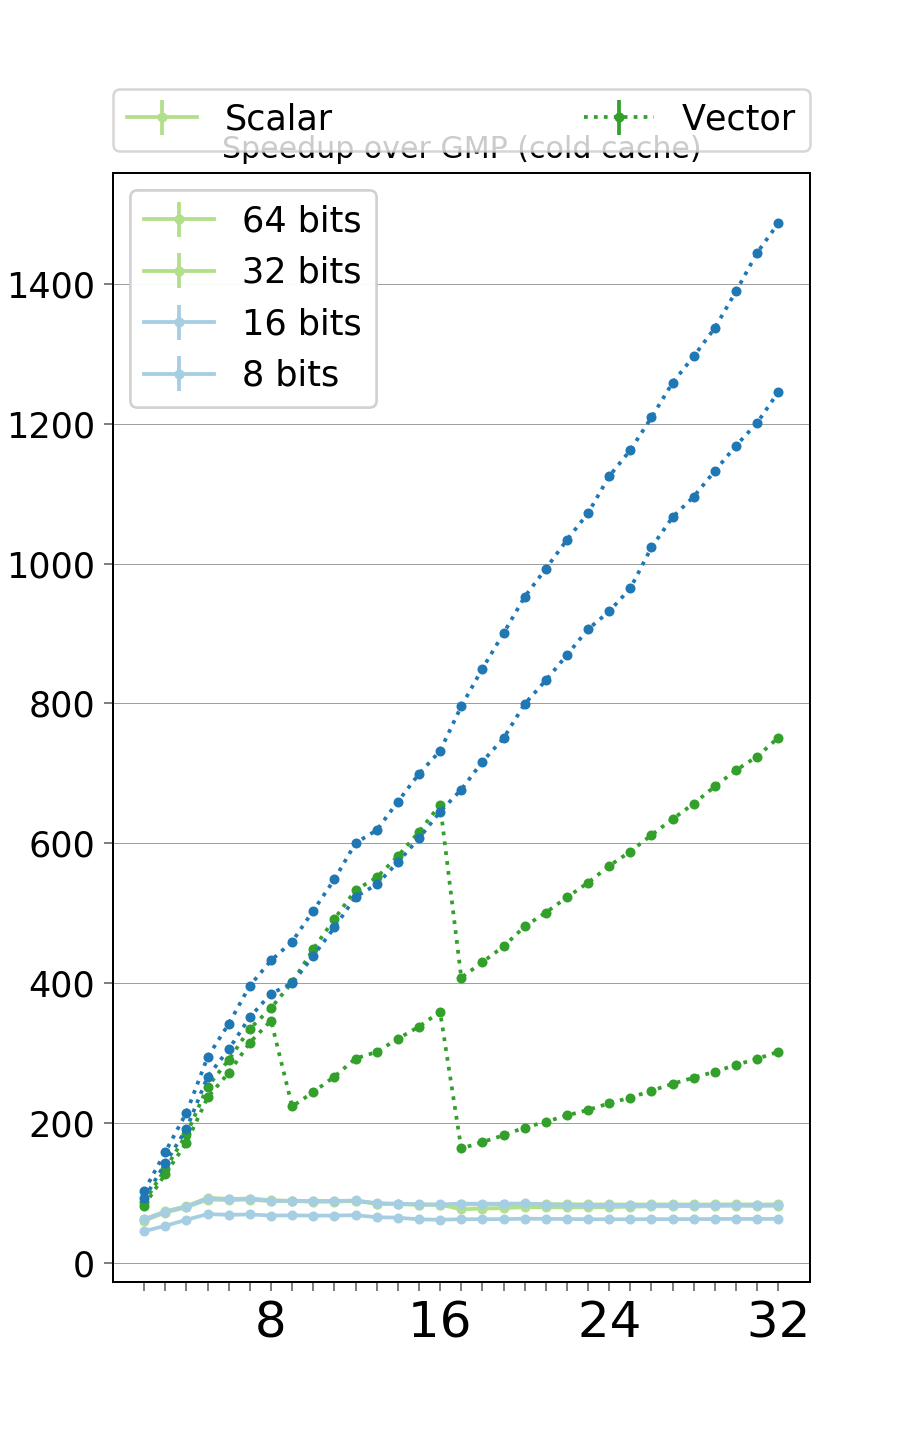 Scalar Vector
Speedup over GMP (cold cache)
64 bits
32 bits
16 bits
8 bits
1400
1200
1000
800
600
400
200
0
8 16 24 32